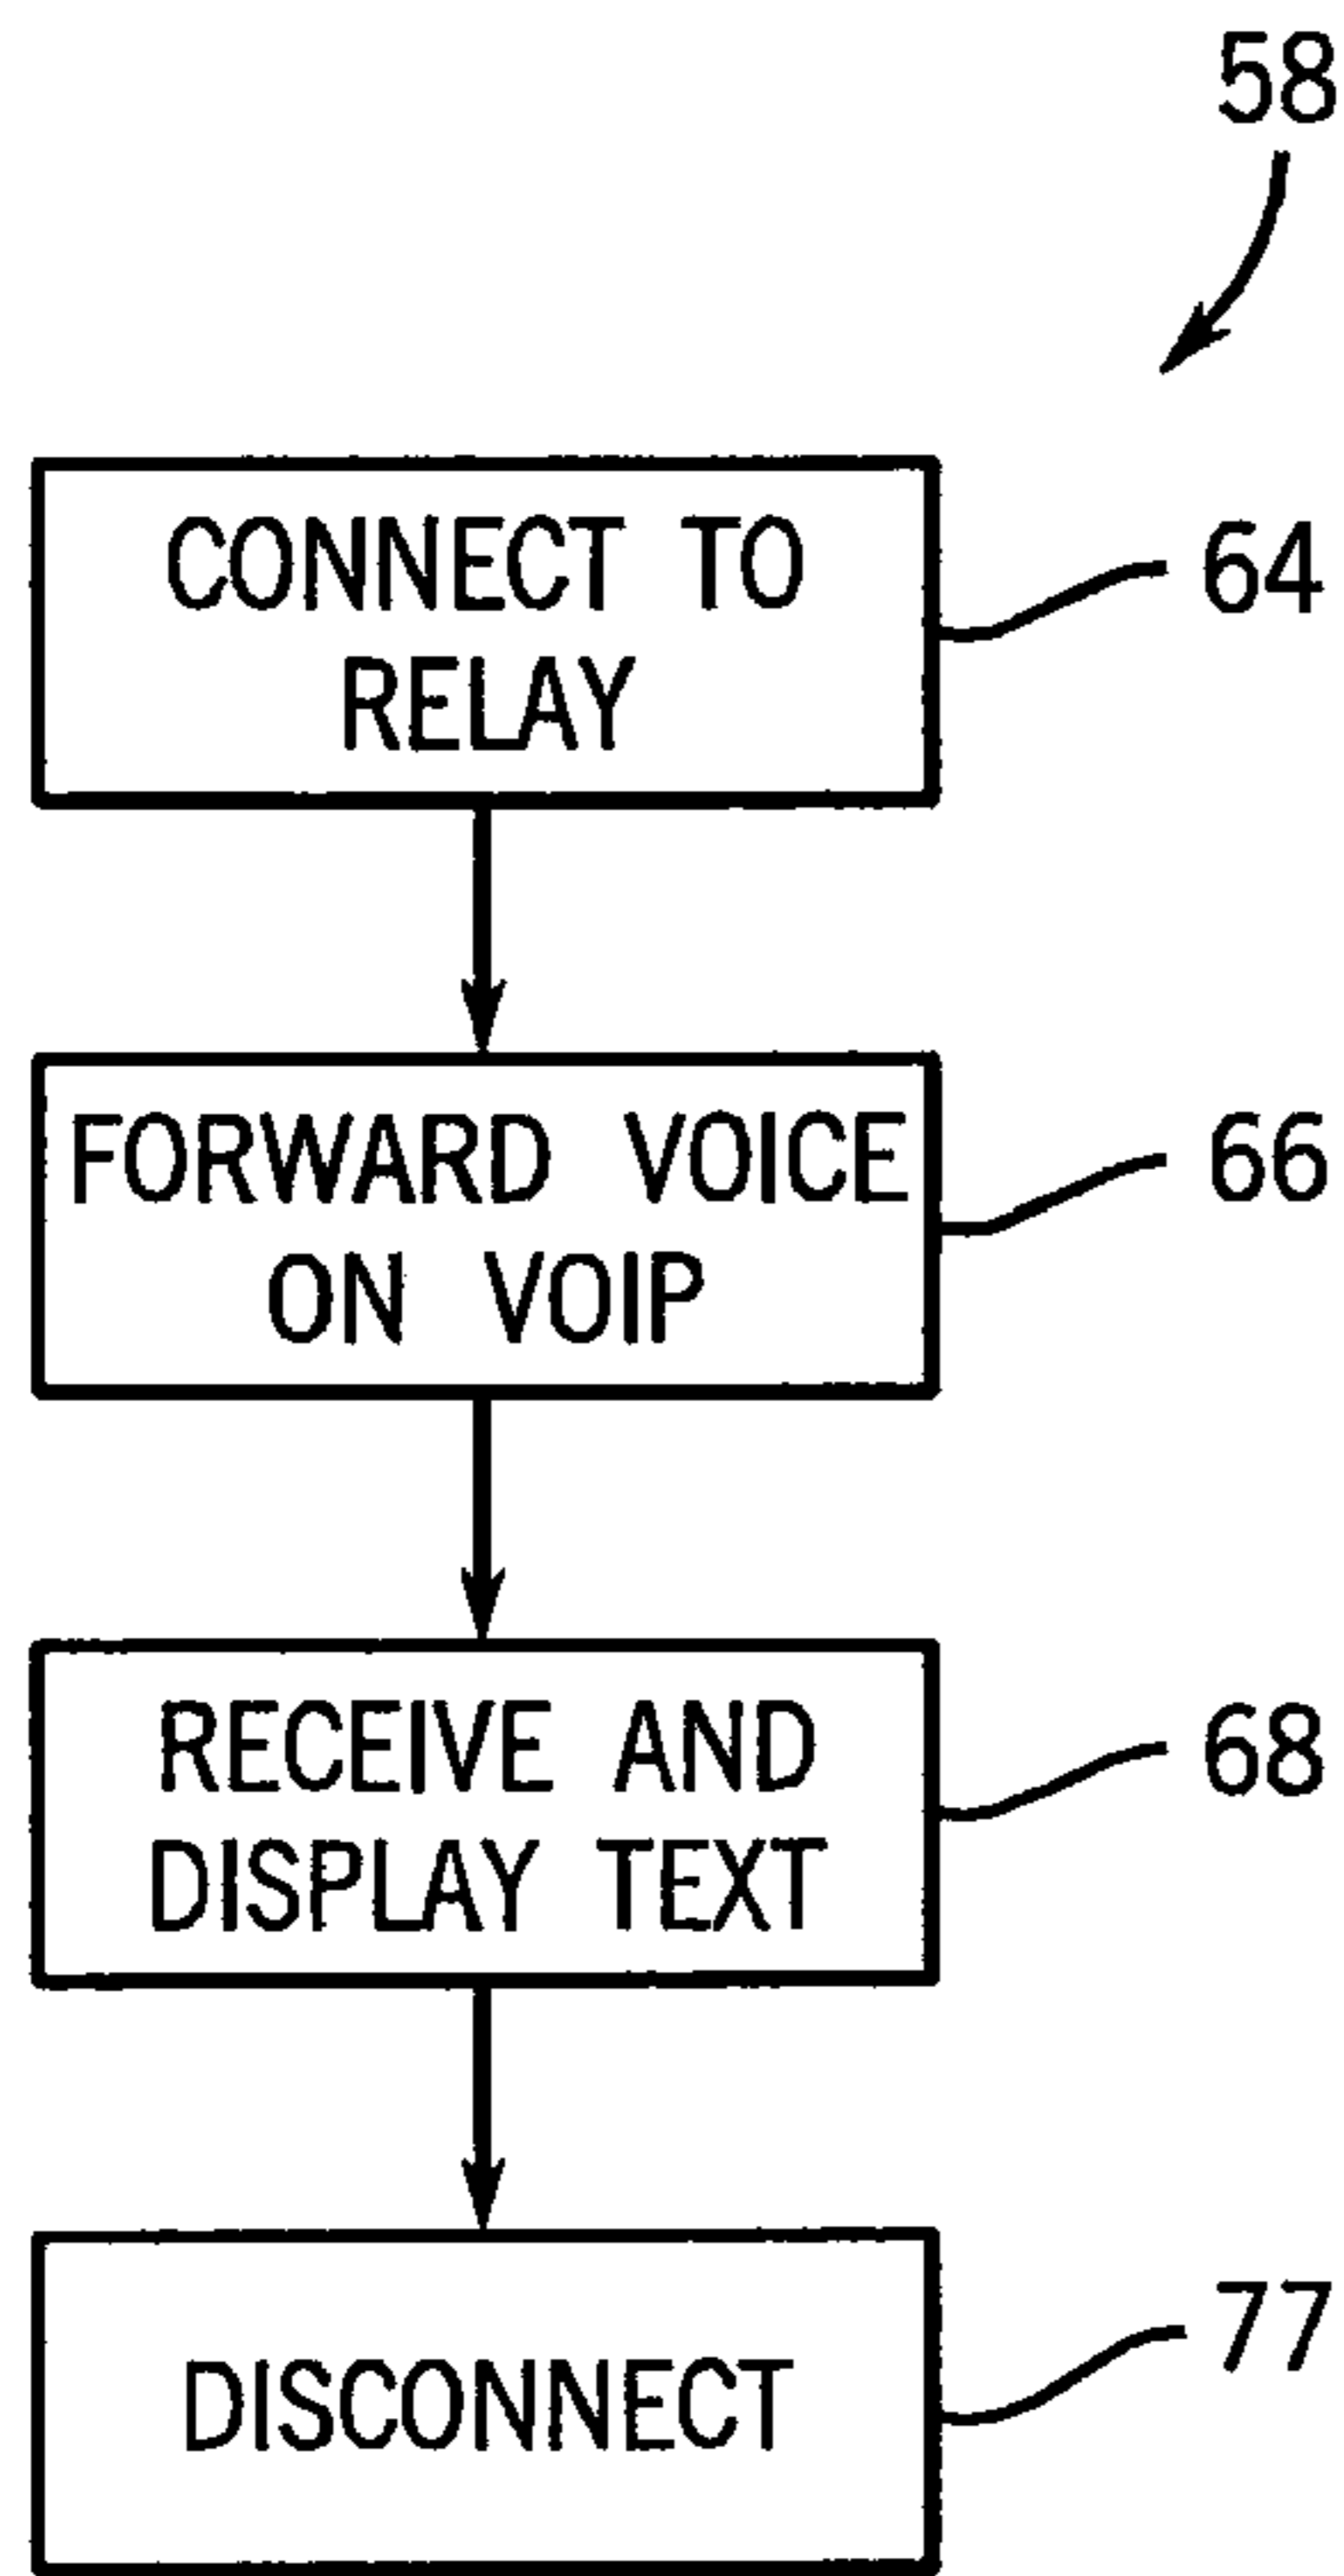 58
CONNECT TO
RELAY
64
FORWARD VOICE
ON VOIP
66
RECEIVE AND
DISPLAY TEXT
68
DISCONNECT
77